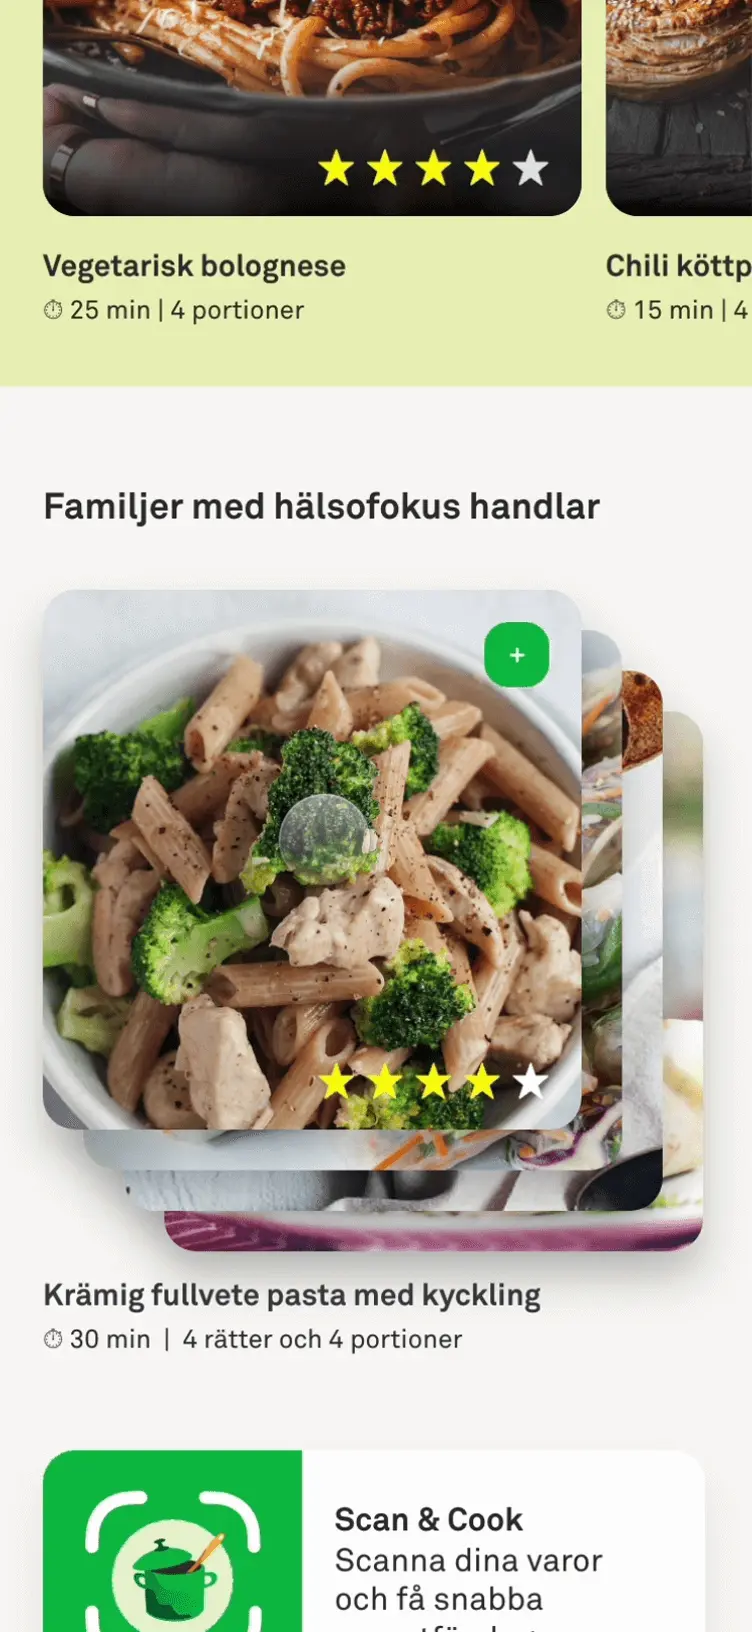 Vegetarisk bolognese
25 min | 4 portioner
Chili köttp
15 min | 4
Familjer med hälsofokus handlar
+
Krämig fullvete pasta med kyckling
30 min | 4 rätter och 4 portioner
Scan & Cook
Scanna dina varor
och få snabba